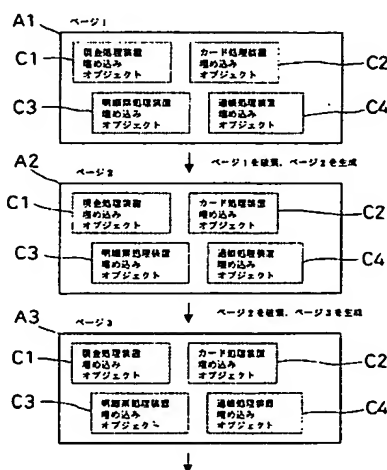 A1
ページ1
C1
現金処理装置
埋め込み
オブジェクト
カード処理装置
埋め込み
オブジェクト
C2
C3
明細票処理装置
埋め込み
オブジェクト
通帳処理装置
埋め込み
オブジェクト
C4
ページ1を破棄、ページ2を生成
A2
ページ2
C1
現金処理装置
埋め込み
オブジェクト
カード処理装置
埋め込み
オブジェクト
C2
C3
明細票処理装置
埋め込み
オブジェクト
通帳処理装置
埋め込み
オブジェクト
C4
ページ2を破棄、ページ3を生成
A3
ページ3
C1
現金処理装置
埋め込み
オブジェクト
カード処理装置
埋め込み
オブジェクト
C2
C3
明細票処理装置
埋め込み
オブジェクト
通帳処理装置
埋め込み
オブジェクト
C4